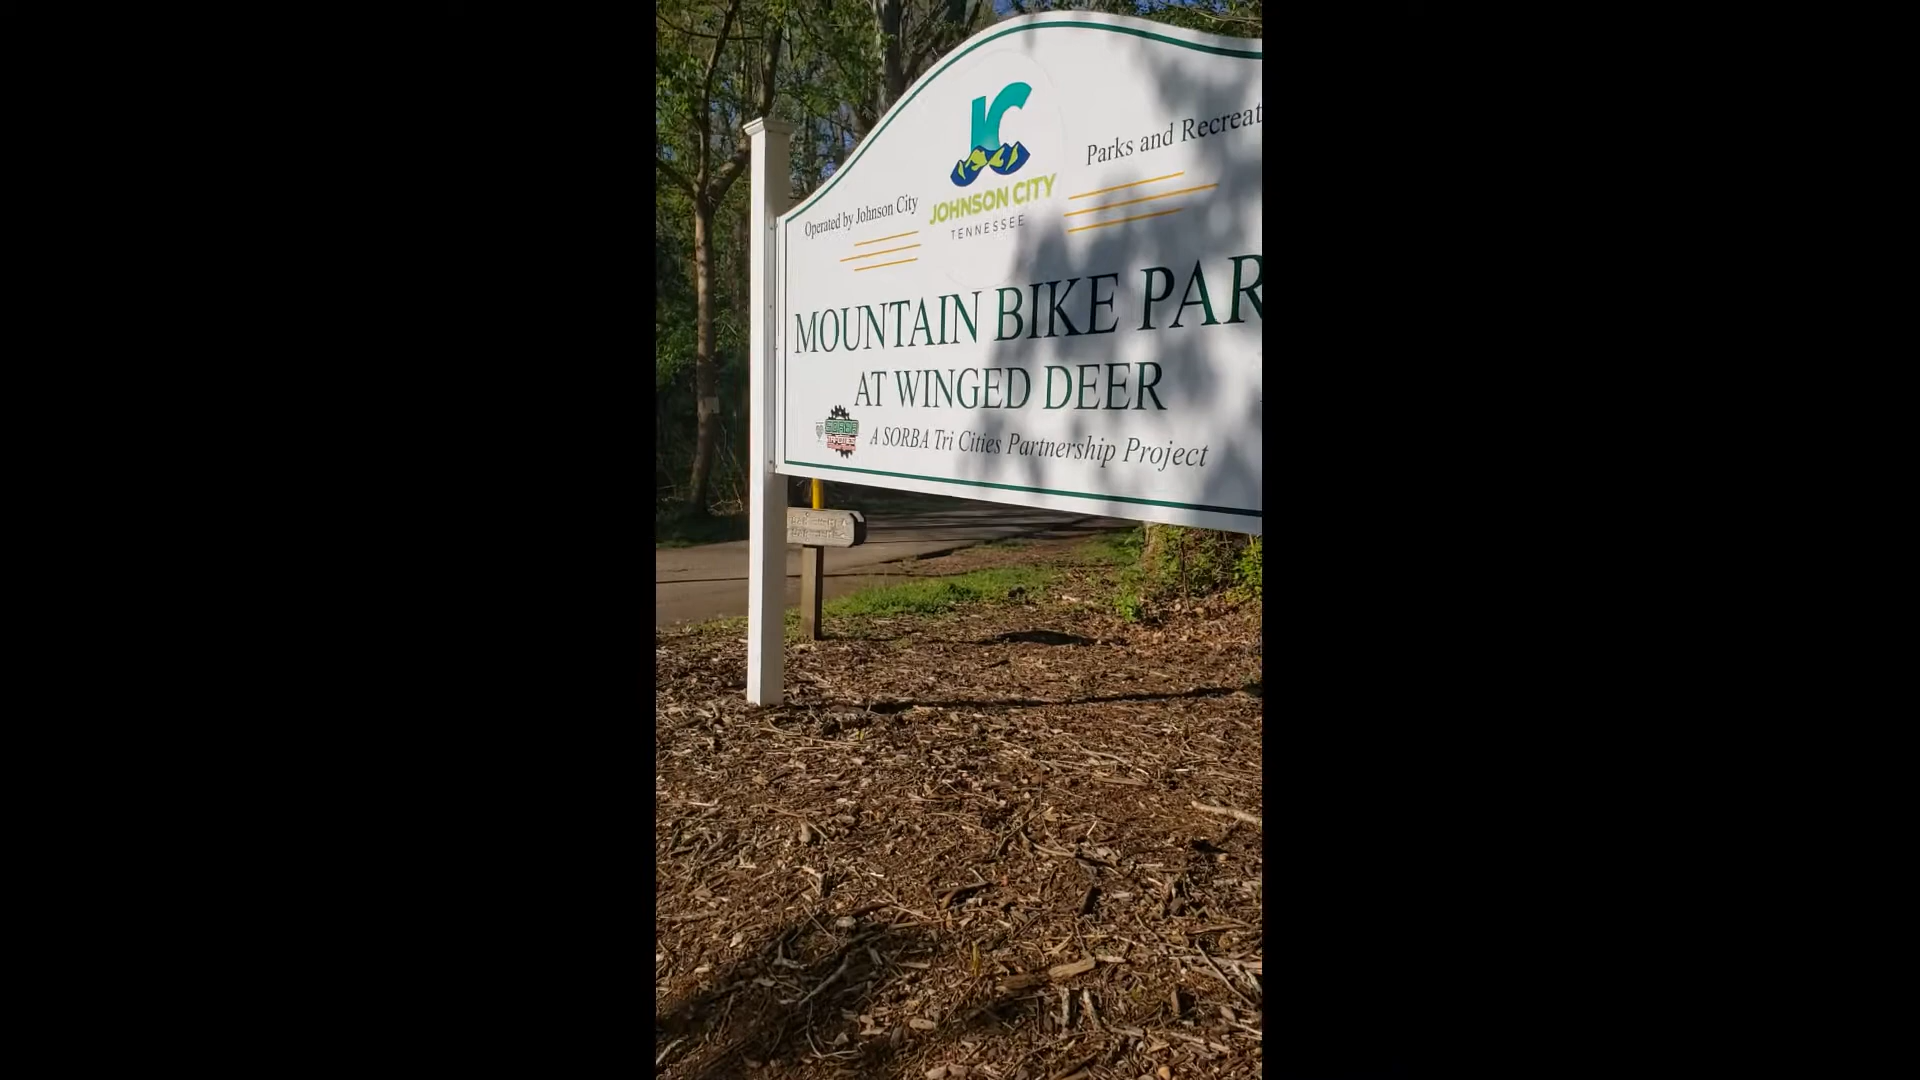 JC
Operated by Johnson City
JOHNSON CITY
TENNESSEE
Parks and Recreat
MOUNTAIN BIKE PAR
AT WINGED DEER
SORBA
A SORBA Tri Cities Partnership Project